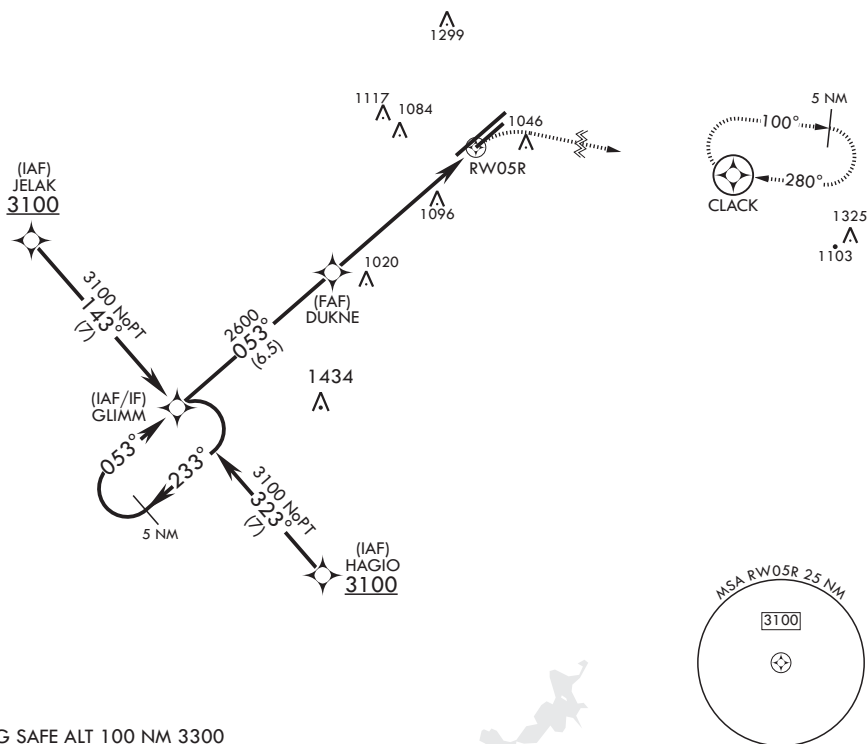 1299
1117
1084
1046
RW05R
5 NM
100°
280°
CLACK
1325
1103
(IAF)
JELAK
3100
1096
1020
(FAF)
DUKNE
3100 NoPT
143°
(7)
2600
053°
(6.5)
1434
(IAF/IF)
GLIMM
053°
233°
5 NM
3100 NoPT
323°
(7)
(IAF)
HAGIO
3100
MSA RW05R 25 NM
3100
G SAFE ALT 100 NM 3300